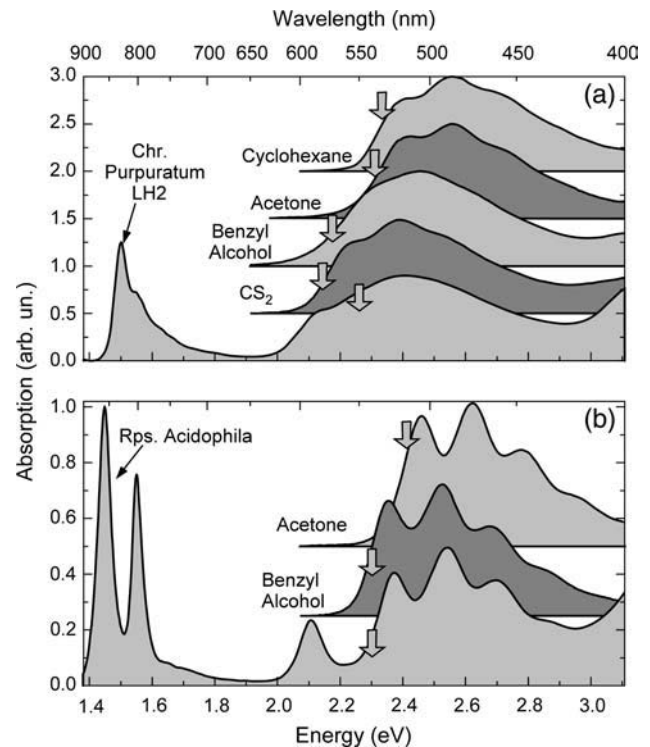 Wavelength (nm)
900 800 700 600 550 500 450 400
3.0
2.5
2.0
1.5
1.0
0.5
0.0
(a)
Chr.
Purpuratum
LH2
Cyclohexane
Acetone
Benzyl
Alcohol
CS2
Absorption (arb. un.)
1.0
0.8
0.6
0.4
0.2
0.0
(b)
Rps. Acidophila
Acetone
Benzyl
Alcohol
1.4 1.6 1.8 2.0 2.2 2.4 2.6 2.8 3.0
Energy (eV)